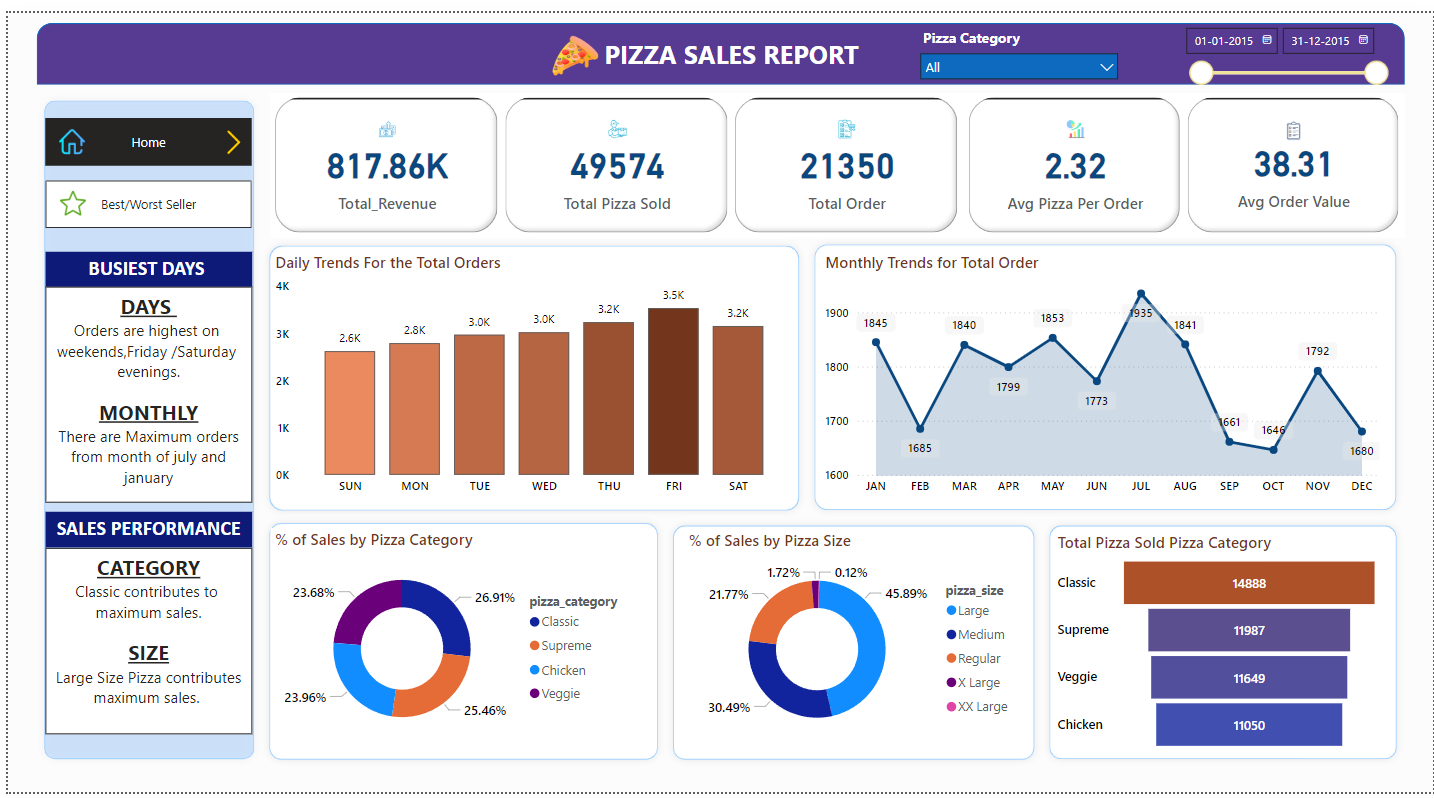 PIZZA SALES REPORT
Pizza Category
All
01-01-2015
31-12-2015
Home
Best/Worst Seller
BUSIEST DAYS
DAYS
Orders are highest on
weekends,Friday /Saturday
evenings.
MONTHLY
There are Maximum orders
from month of july and
january
SALES PERFORMANCE
CATEGORY
Classic contributes to
maximum sales.
SIZE
Large Size Pizza contributes
maximum sales.
817.86K
Total_Revenue
49574
Total Pizza Sold
21350
Total Order
2.32
Avg Pizza Per Order
38.31
Avg Order Value
Daily Trends For the Total Orders
4K
3K
2K
1K
0K
2.6K
2.8K
3.0K
3.0K
3.2K
3.5K
3.2K
SUN MON TUE WED THU FRI SAT
Monthly Trends for Total Order
1900
1800
1700
1600
1845
1685
1840
1799
1853
1773
1935
1841
1661
1646
1792
1680
JAN FEB MAR APR MAY JUN JUL AUG SEP OCT NOV DEC
% of Sales by Pizza Category
23.68%
26.91%
23.96%
25.46%
pizza_category
Classic
Supreme
Chicken
Veggie
% of Sales by Pizza Size
1.72%
0.12%
21.77%
45.89%
30.49%
pizza_size
Large
Medium
Regular
X Large
XX Large
Total Pizza Sold Pizza Category
Classic 14888
Supreme 11987
Veggie 11649
Chicken 11050